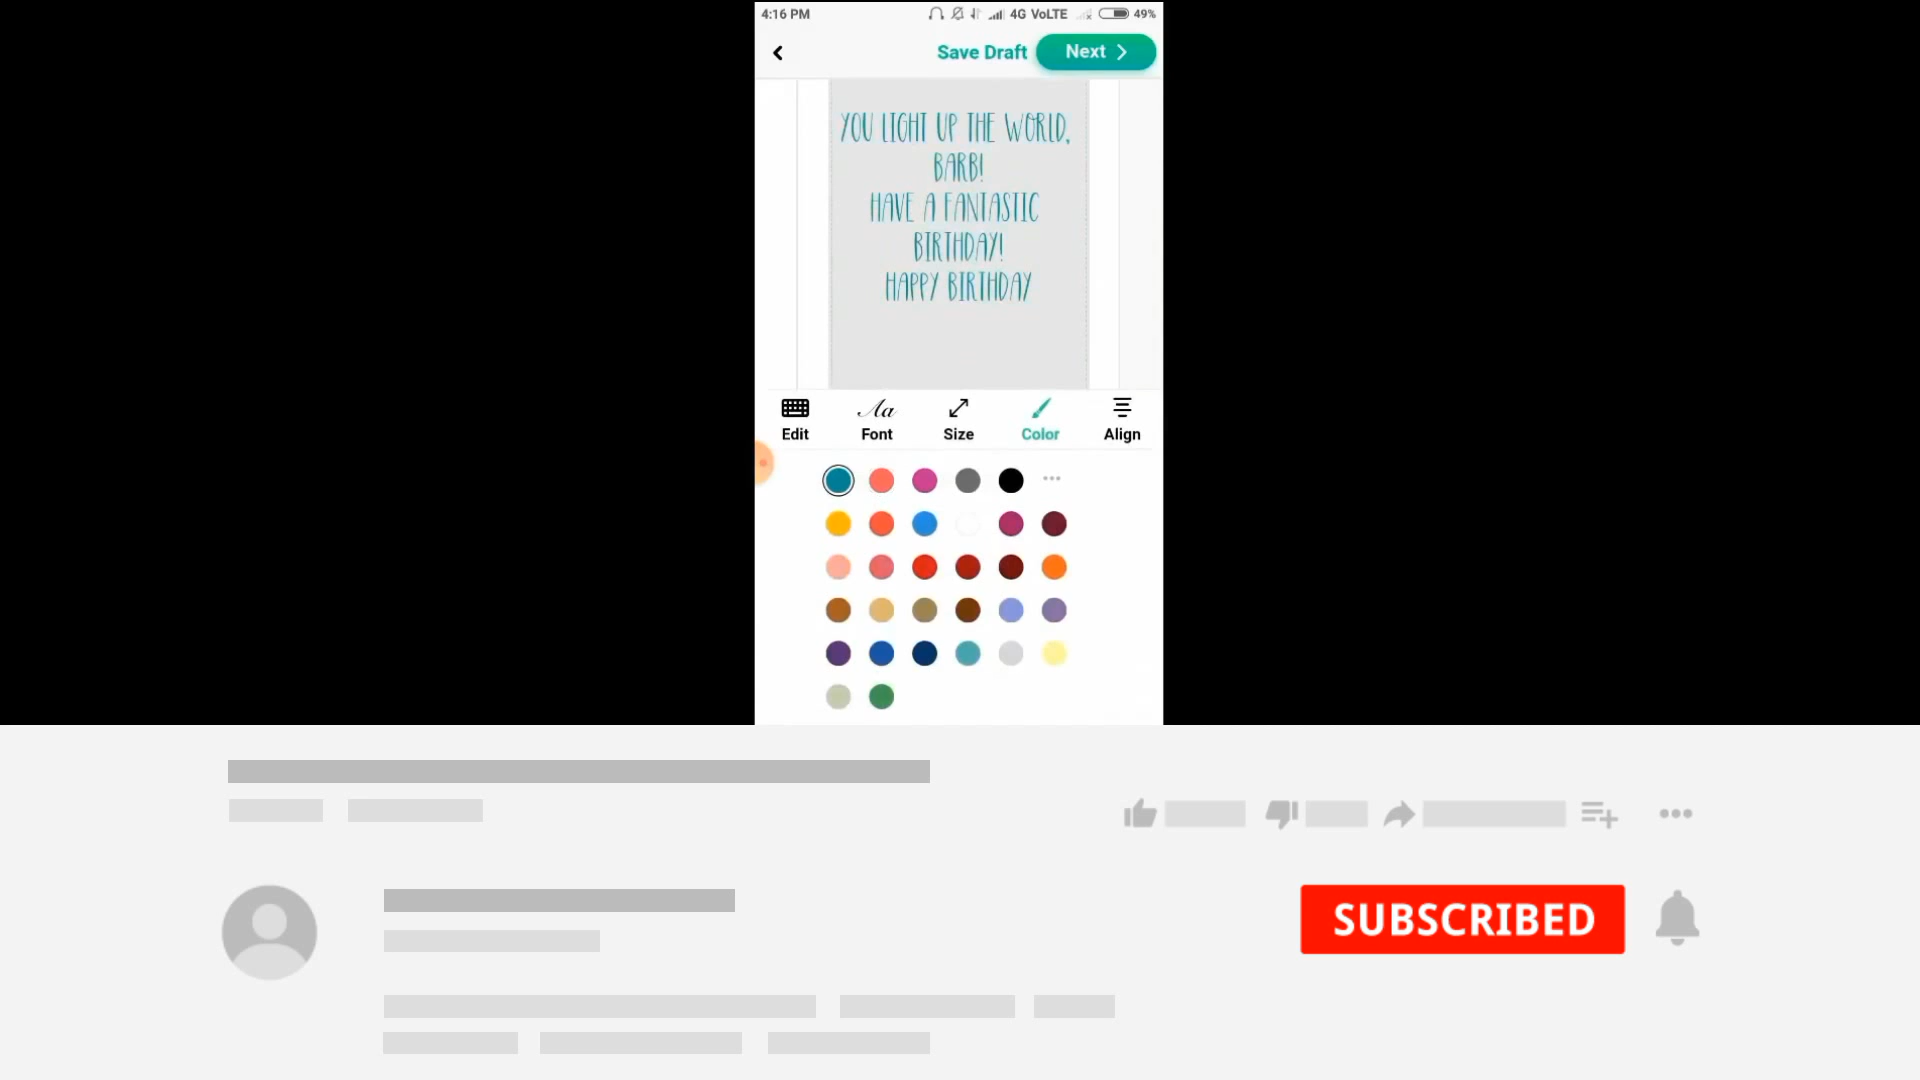 4:16 PM
4G VoLTE
49%
Save Draft
Next
YOU LIGHT UP THE WORLD,
BARB!
HAVE A FANTASTIC
BIRTHDAY!
HAPPY BIRTHDAY
Edit
Aa
Font
Size
Color
Align
SUBSCRIBED